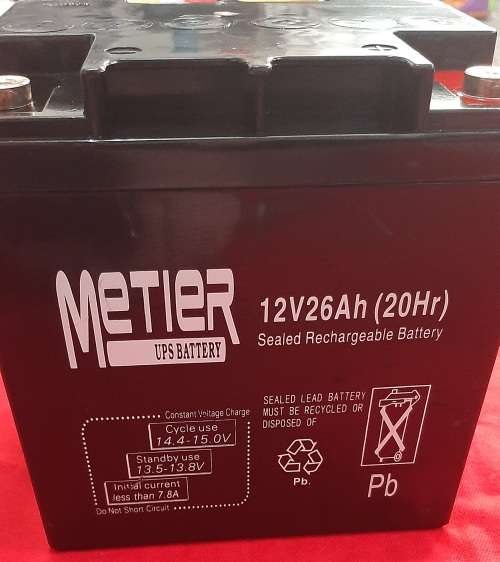 METIER
UPS BATTERY
12V26Ah (20Hr)
Sealed Rechargeable Battery
Constant Voltage Charge
Cycle use
14.4-15.0V
Standby use
13.5-13.8V
Initial current
less than 7.8A
Do Not Short Circuit
SEALED LEAD BATTERY
MUST BE RECYCLED OR
DISPOSED OF
Pb.
Pb